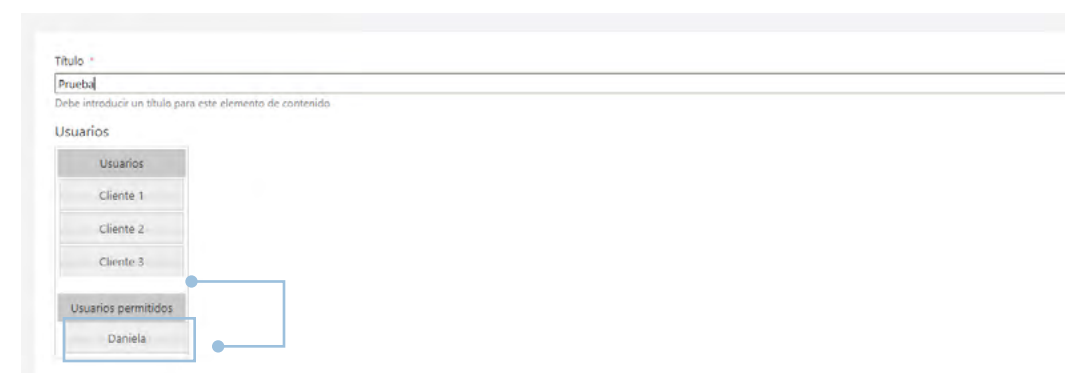 Título *
Prueba
Debe introducir un título para este elemento de contenido
Usuarios
Usuarios
Cliente 1
Cliente 2
Cliente 3
Usuarios permitidos
Daniela